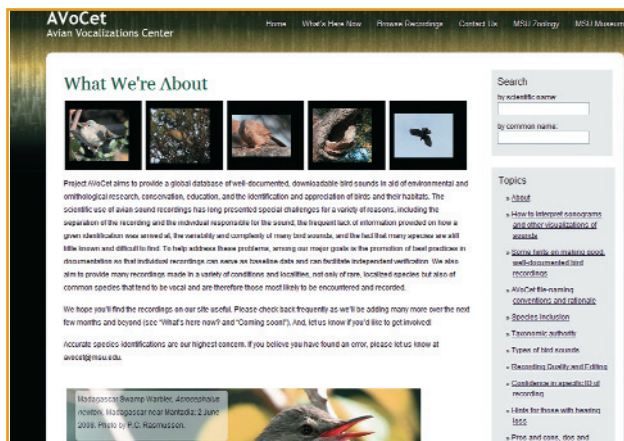 AVoCet
Avian Vocalizations Center
Home What's Here Now Browse Recordings Contact Us MSU Zoology MSU Museum
What We're About
Project AVoCet aims to provide a global database of well-documented, downloadable bird sounds in aid of environmental and
ornithological research, conservation, education, and the identification and appreciation of birds and their habitats. The
scientific use of avian sound recordings has long presented special challenges for a variety of reasons, including the
separation of the recording and the individual responsible for the sound, the frequent lack of information provided on how a
given identification was arrived at, the variability and complexity of many bird sounds, and the fact that many species are still
little known and difficult to find. To help address these problems, among our major goals is the promotion of best practices in
documentation so that individual recordings can serve as baseline data and can facilitate independent verification. We also
aim to provide many recordings made in a variety of conditions and localities, not only of rare, localized species but also of
common species that tend to be vocal and are therefore those most likely to be encountered and recorded.
We hope you'll find the recordings on our site useful. Please check back frequently as we'll be adding many more over the next
few months and beyond (see "What's here now? and "Coming soon!"). And, let us know if you'd like to get involved!
Accurate species identifications are our highest concern. If you believe you have found an error, please let us know at
avocet@msu.edu.
Madagascar Swamp Warbler, Acrocephalus
newtoni, Madagascar near Mantadia; 2 June
2008. Photo by P.C. Rasmussen.
Search
by scientific name:
by common name:
Topics
» About
» How to interpret sonograms
and other visualizations of
sounds
» Some hints on making good,
well-documented bird
recordings
» AVoCet file-naming
conventions and rationale
» Species Inclusion
» Taxonomic authority
» Types of bird sounds
» Recording Quality and Editing
» Confidence in specific ID of
recording
» Hints for those with hearing
loss
» Pros and cons, dos and